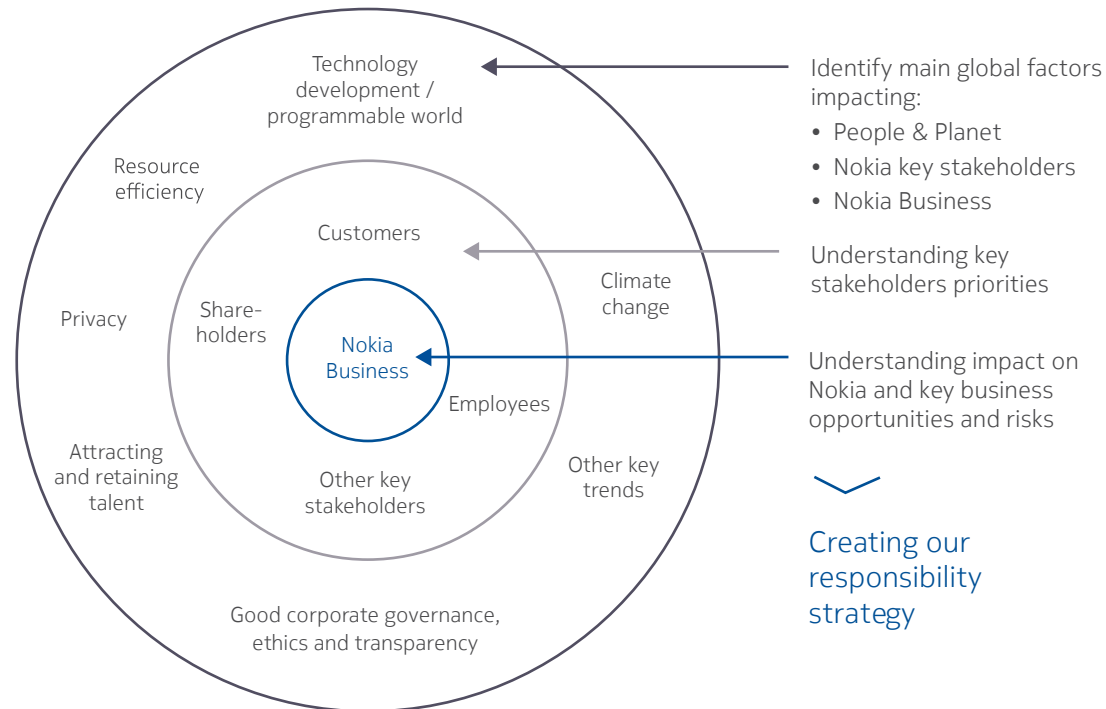 Technology
development /
programmable world
Resource
efficiency
Customers
Climate
change
Privacy
Share-
holders
Nokia
Business
Employees
Attracting
and retaining
talent
Other key
stakeholders
Other key
trends
Good corporate governance,
ethics and transparency
Identify main global factors
impacting:
• People & Planet
• Nokia key stakeholders
• Nokia Business
Understanding key
stakeholders priorities
Understanding impact on
Nokia and key business
opportunities and risks
Creating our
responsibility
strategy